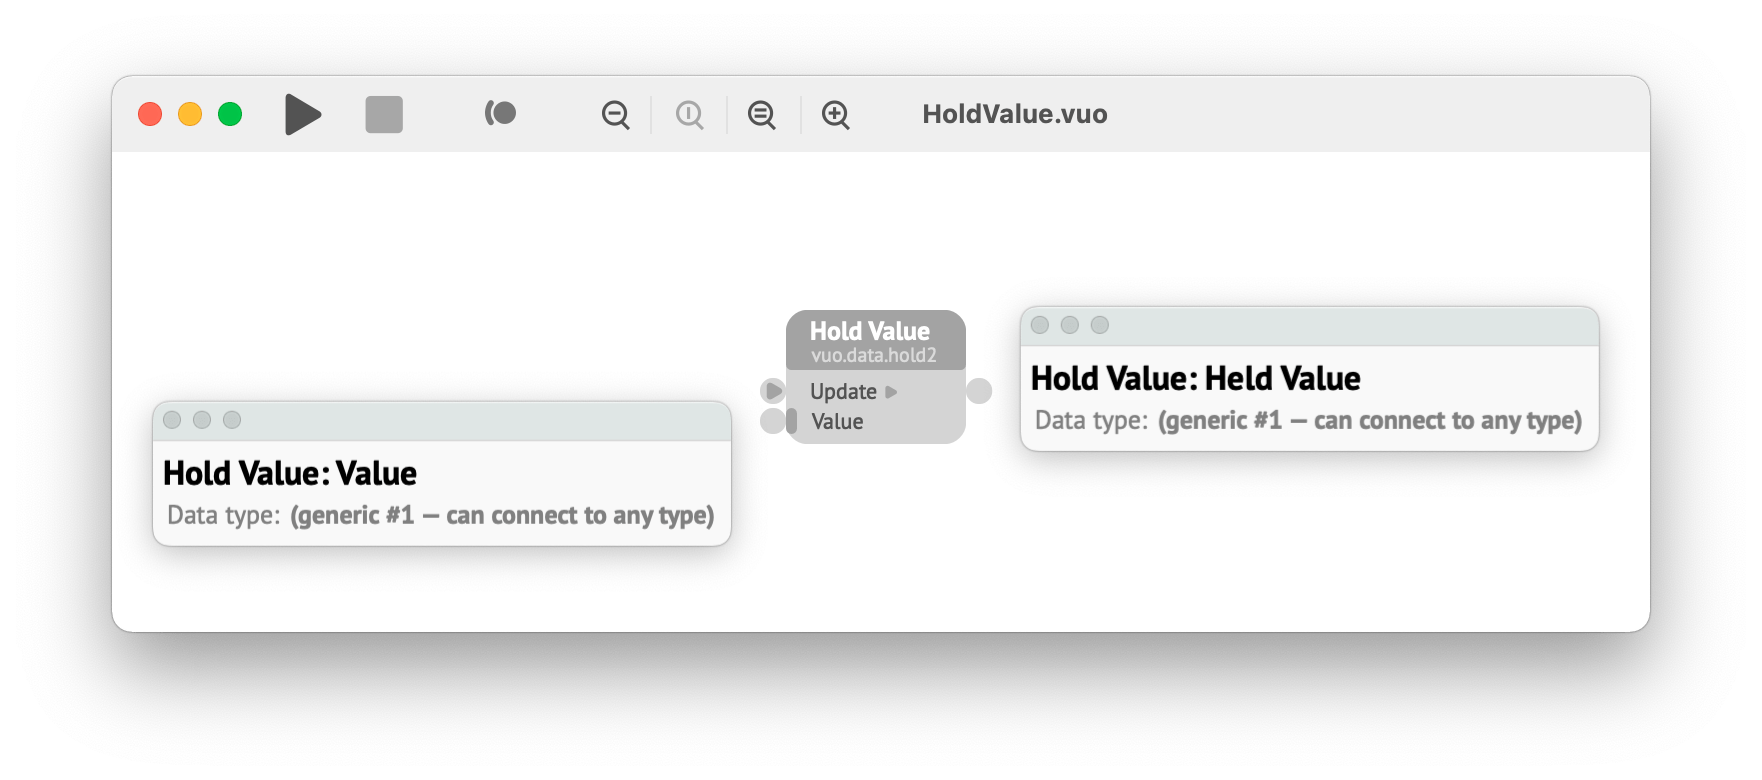 HoldValue.vuo
Hold Value
vuo.data.hold2
Update
Value
Hold Value: Held Value
Data type: (generic #1 — can connect to any type)
Hold Value: Value
Data type: (generic #1 — can connect to any type)